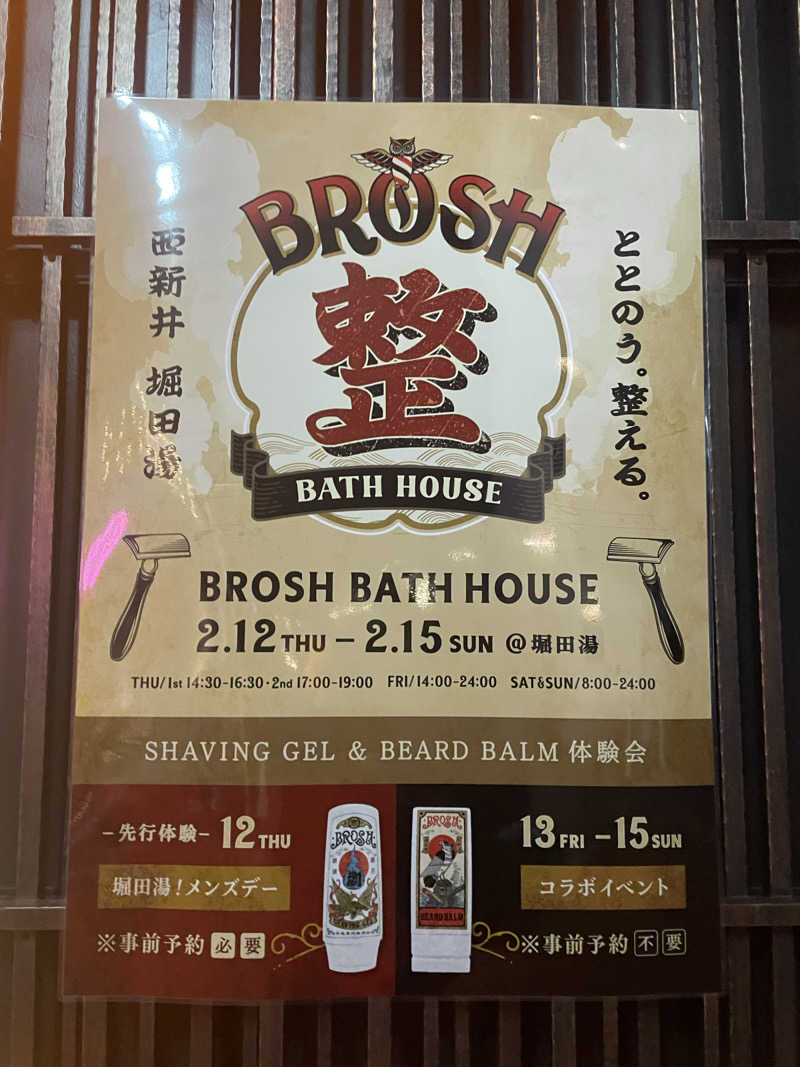 BROSH
西新井 堀田湯
整
ととのう。整える。
BATH HOUSE
BROSH BATH HOUSE
2.12 THU – 2.15 SUN @堀田湯
THU/1st 14:30-16:30・2nd 17:00-19:00 FRI/14:00-24:00 SAT&SUN/8:00-24:00
SHAVING GEL & BEARD BALM 体験会
–先行体験– 12 THU
堀田湯！メンズデー
※事前予約 必要
BROSH
BROSH
BEARD BALM
13 FRI – 15 SUN
コラボイベント
※事前予約 不要